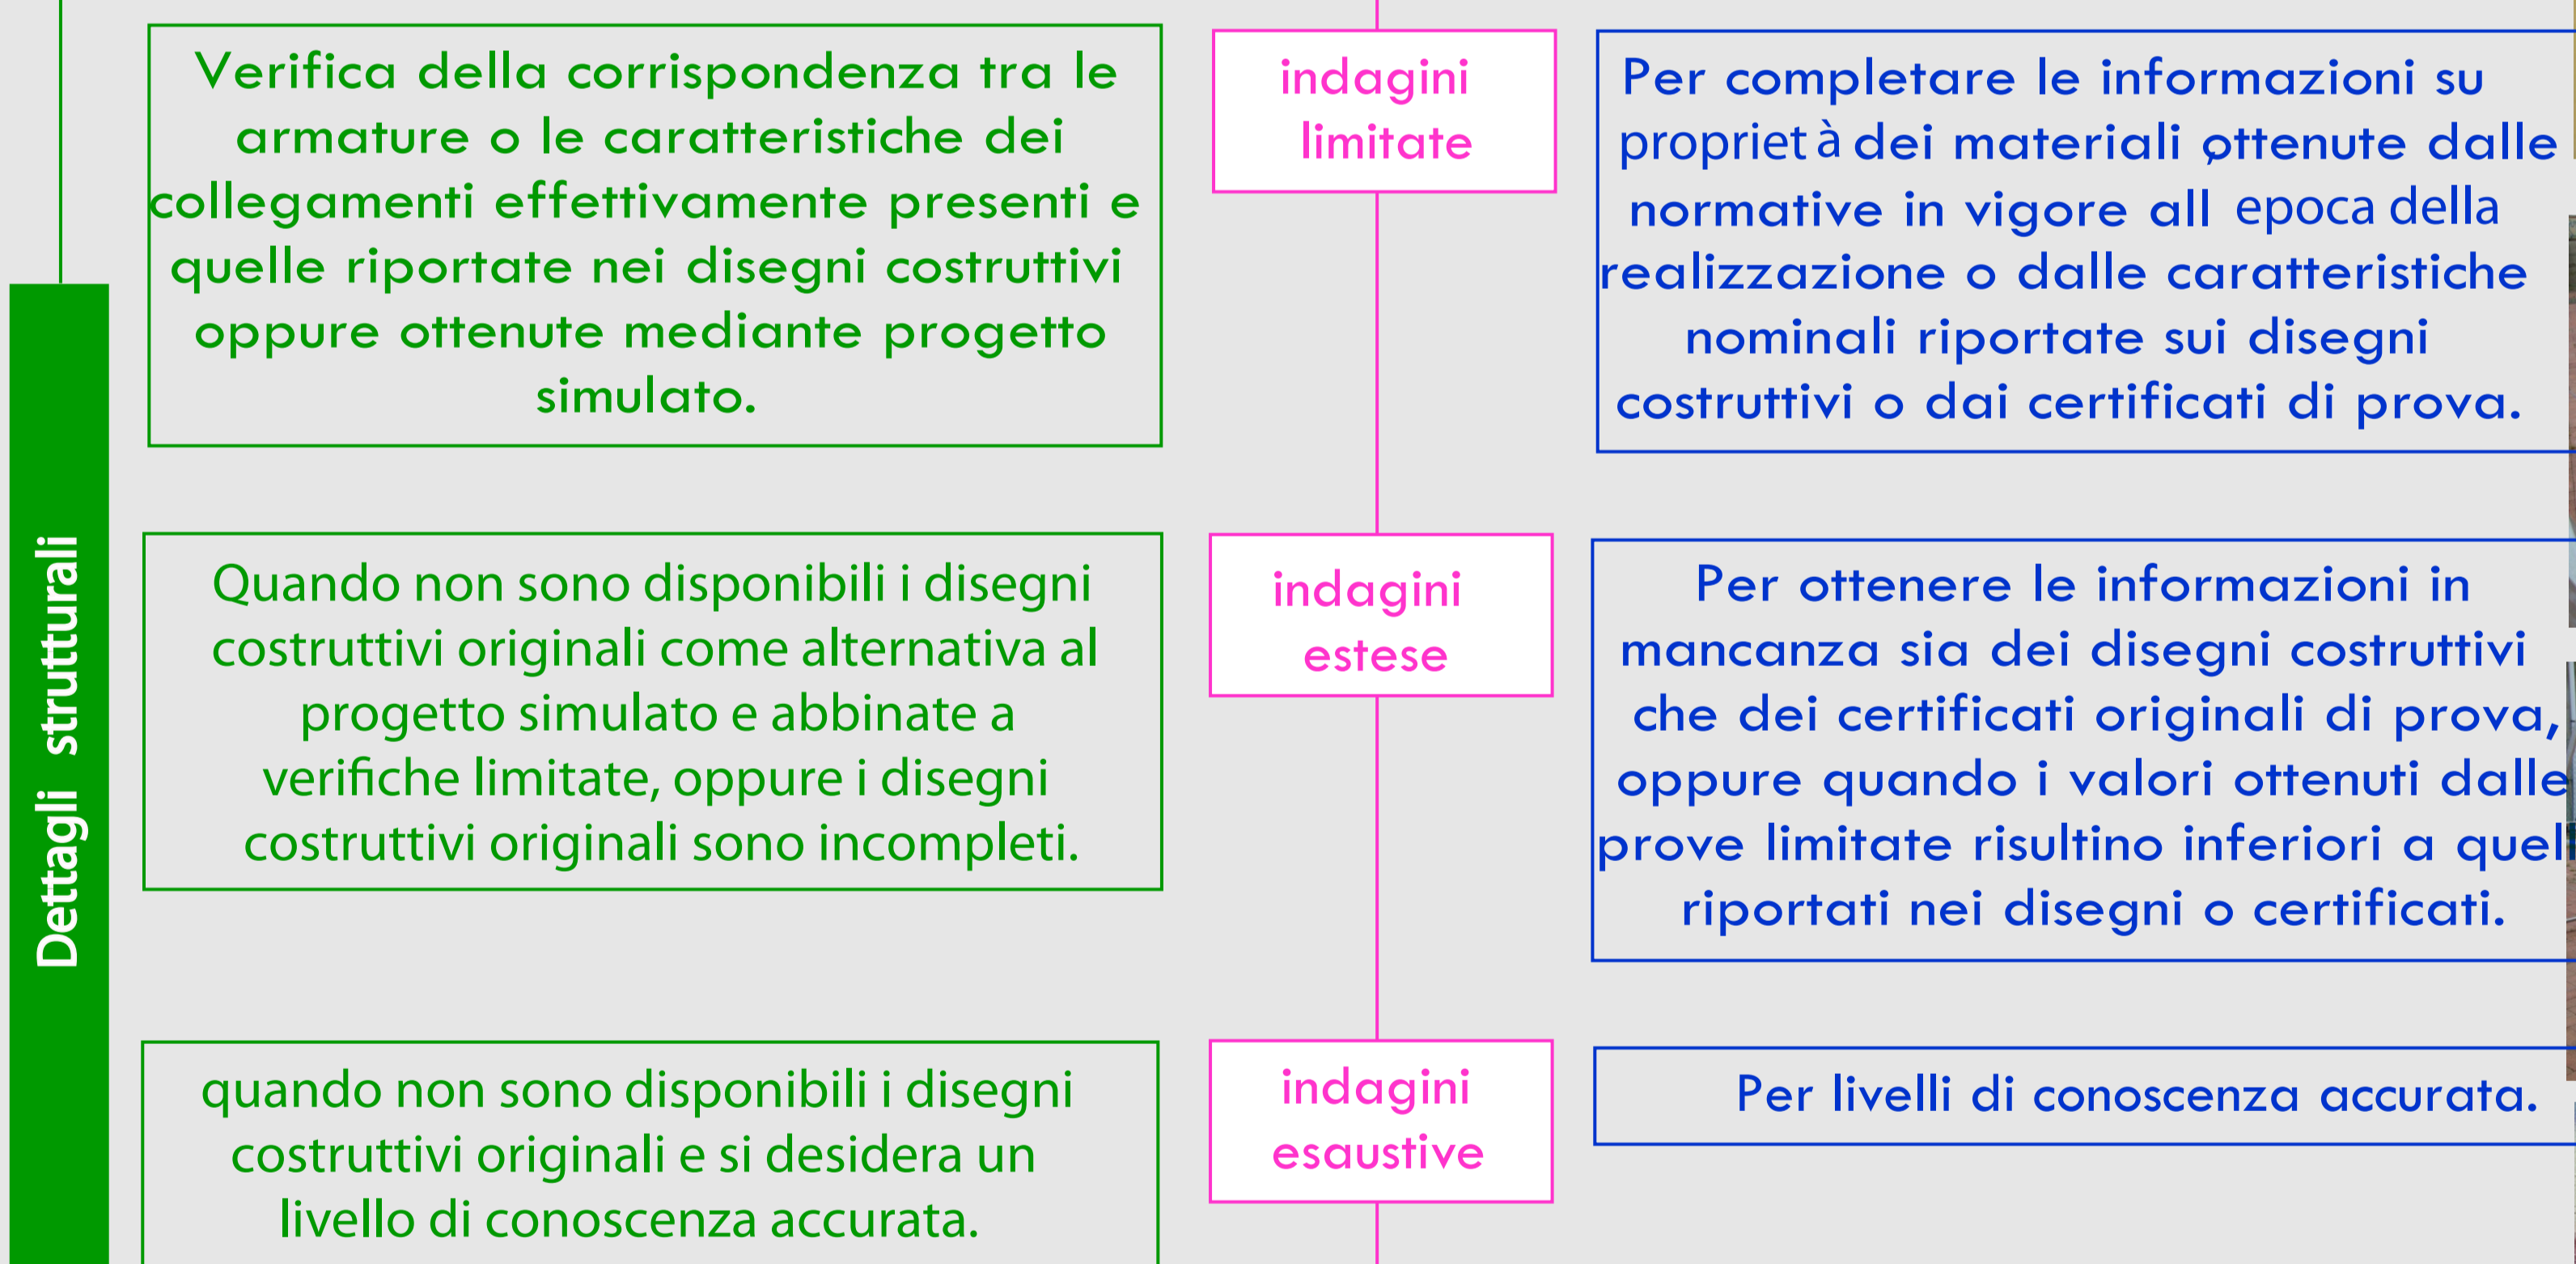 Dettagli strutturali
Verifica della corrispondenza tra le
armature o le caratteristiche dei
collegamenti effettivamente presenti e
quelle riportate nei disegni costruttivi
oppure ottenute mediante progetto
simulato.
indagini
limitate
Per completare le informazioni su
proprietà dei materiali ottenute dalle
normative in vigore all epoca della
realizzazione o dalle caratteristiche
nominali riportate sui disegni
costruttivi o dai certificati di prova.
Quando non sono disponibili i disegni
costruttivi originali come alternativa al
progetto simulato e abbinate a
verifiche limitate, oppure i disegni
costruttivi originali sono incompleti.
indagini
estese
Per ottenere le informazioni in
mancanza sia dei disegni costruttivi
che dei certificati originali di prova,
oppure quando i valori ottenuti dalle
prove limitate risultino inferiori a quel
riportati nei disegni o certificati.
quando non sono disponibili i disegni
costruttivi originali e si desidera un
livello di conoscenza accurata.
indagini
esaustive
Per livelli di conoscenza accurata.